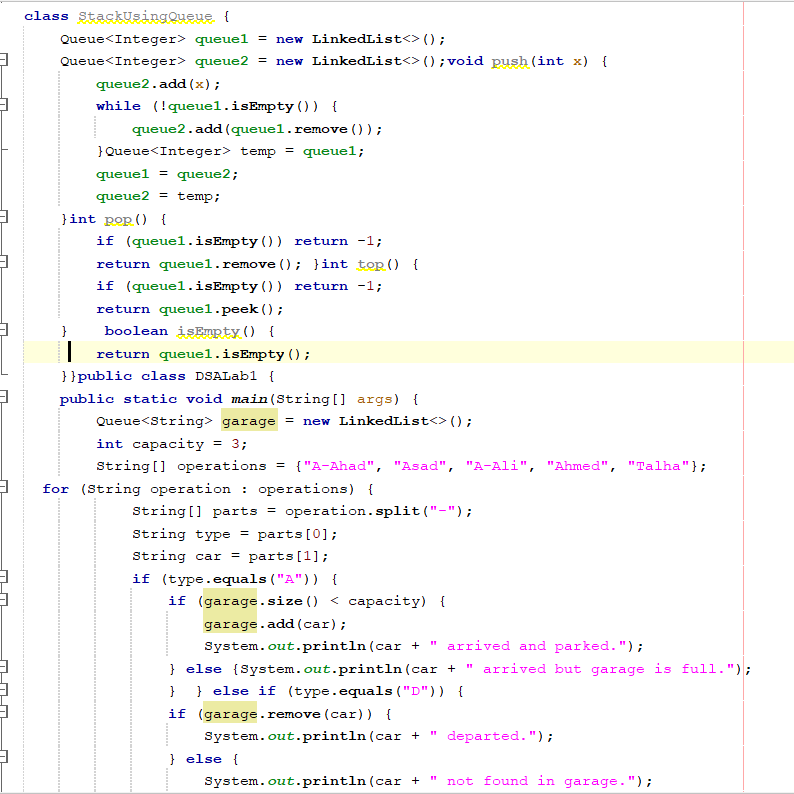 class StackUsingQueue {
Queue<Integer> queue1 = new LinkedList<>();
Queue<Integer> queue2 = new LinkedList<>();void push(int x) {
queue2.add(x);
while (!queue1.isEmpty()) {
queue2.add(queue1.remove());
}Queue<Integer> temp = queue1;
queue1 = queue2;
queue2 = temp;
}int pop() {
if (queue1.isEmpty()) return -1;
return queue1.remove(); }int top() {
if (queue1.isEmpty()) return -1;
return queue1.peek();
}    boolean isEmpty() {
return queue1.isEmpty();
}}public class DSALab1 {
public static void main(String[] args) {
Queue<String> garage = new LinkedList<>();
int capacity = 3;
String[] operations = {"A-Ahad", "Asad", "A-Ali", "Ahmed", "Talha"};
for (String operation : operations) {
String[] parts = operation.split("-");
String type = parts[0];
String car = parts[1];
if (type.equals("A")) {
if (garage.size() < capacity) {
garage.add(car);
System.out.println(car + " arrived and parked.");
} else {System.out.println(car + " arrived but garage is full.");
}  } else if (type.equals("D")) {
if (garage.remove(car)) {
System.out.println(car + " departed.");
} else {
System.out.println(car + " not found in garage.");